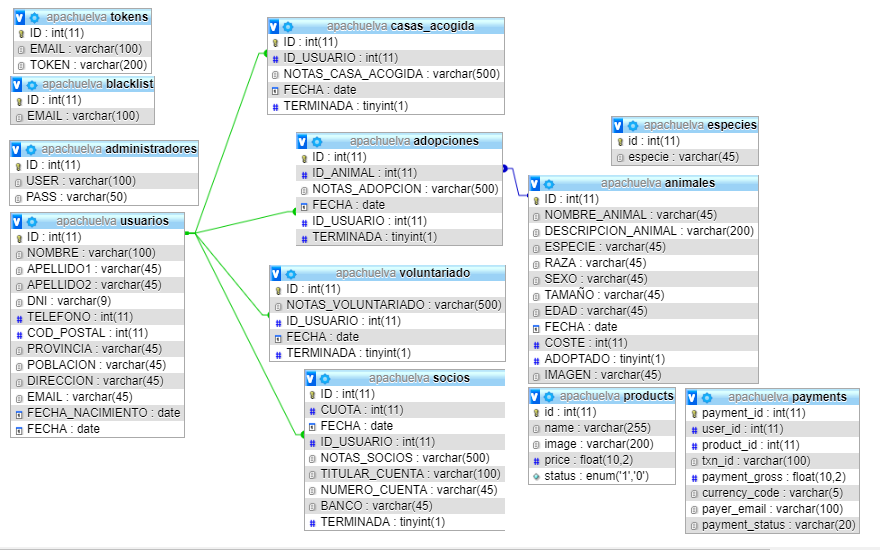 apachuelva tokens
ID : int(11)
EMAIL : varchar(100)
TOKEN : varchar(200)
apachuelva blacklist
ID : int(11)
EMAIL : varchar(100)
apachuelva administradores
ID : int(11)
USER : varchar(100)
PASS : varchar(50)
apachuelva usuarios
ID : int(11)
NOMBRE : varchar(100)
APELLIDO1 : varchar(45)
APELLIDO2 : varchar(45)
DNI : varchar(9)
TELEFONO : int(11)
COD_POSTAL : int(11)
PROVINCIA : varchar(45)
POBLACION : varchar(45)
DIRECCION : varchar(45)
EMAIL : varchar(45)
FECHA_NACIMIENTO : date
FECHA : date
apachuelva casas_acogida
ID : int(11)
ID_USUARIO : int(11)
NOTAS_CASA_ACOGIDA : varchar(500)
FECHA : date
TERMINADA : tinyint(1)
apachuelva adopciones
ID : int(11)
ID_ANIMAL : int(11)
NOTAS_ADOPCION : varchar(500)
FECHA : date
ID_USUARIO : int(11)
TERMINADA : tinyint(1)
apachuelva voluntariado
ID : int(11)
NOTAS_VOLUNTARIADO : varchar(500)
ID_USUARIO : int(11)
FECHA : date
TERMINADA : tinyint(1)
apachuelva socios
ID : int(11)
CUOTA : int(11)
FECHA : date
ID_USUARIO : int(11)
NOTAS_SOCIOS : varchar(500)
TITULAR_CUENTA : varchar(100)
NUMERO_CUENTA : varchar(45)
BANCO : varchar(45)
TERMINADA : tinyint(1)
apachuelva especies
id : int(11)
especie : varchar(45)
apachuelva animales
ID : int(11)
NOMBRE_ANIMAL : varchar(45)
DESCRIPCION_ANIMAL : varchar(200)
ESPECIE : varchar(45)
RAZA : varchar(45)
SEXO : varchar(45)
TAMAÑO : varchar(45)
EDAD : varchar(45)
FECHA : date
COSTE : int(11)
ADOPTADO : tinyint(1)
IMAGEN : varchar(45)
apachuelva products
id : int(11)
name : varchar(255)
image : varchar(200)
price : float(10,2)
status : enum('1','0')
apachuelva payments
payment_id : int(11)
user_id : int(11)
product_id : int(11)
txn_id : varchar(100)
payment_gross : float(10,2)
currency_code : varchar(5)
payer_email : varchar(100)
payment_status : varchar(20)